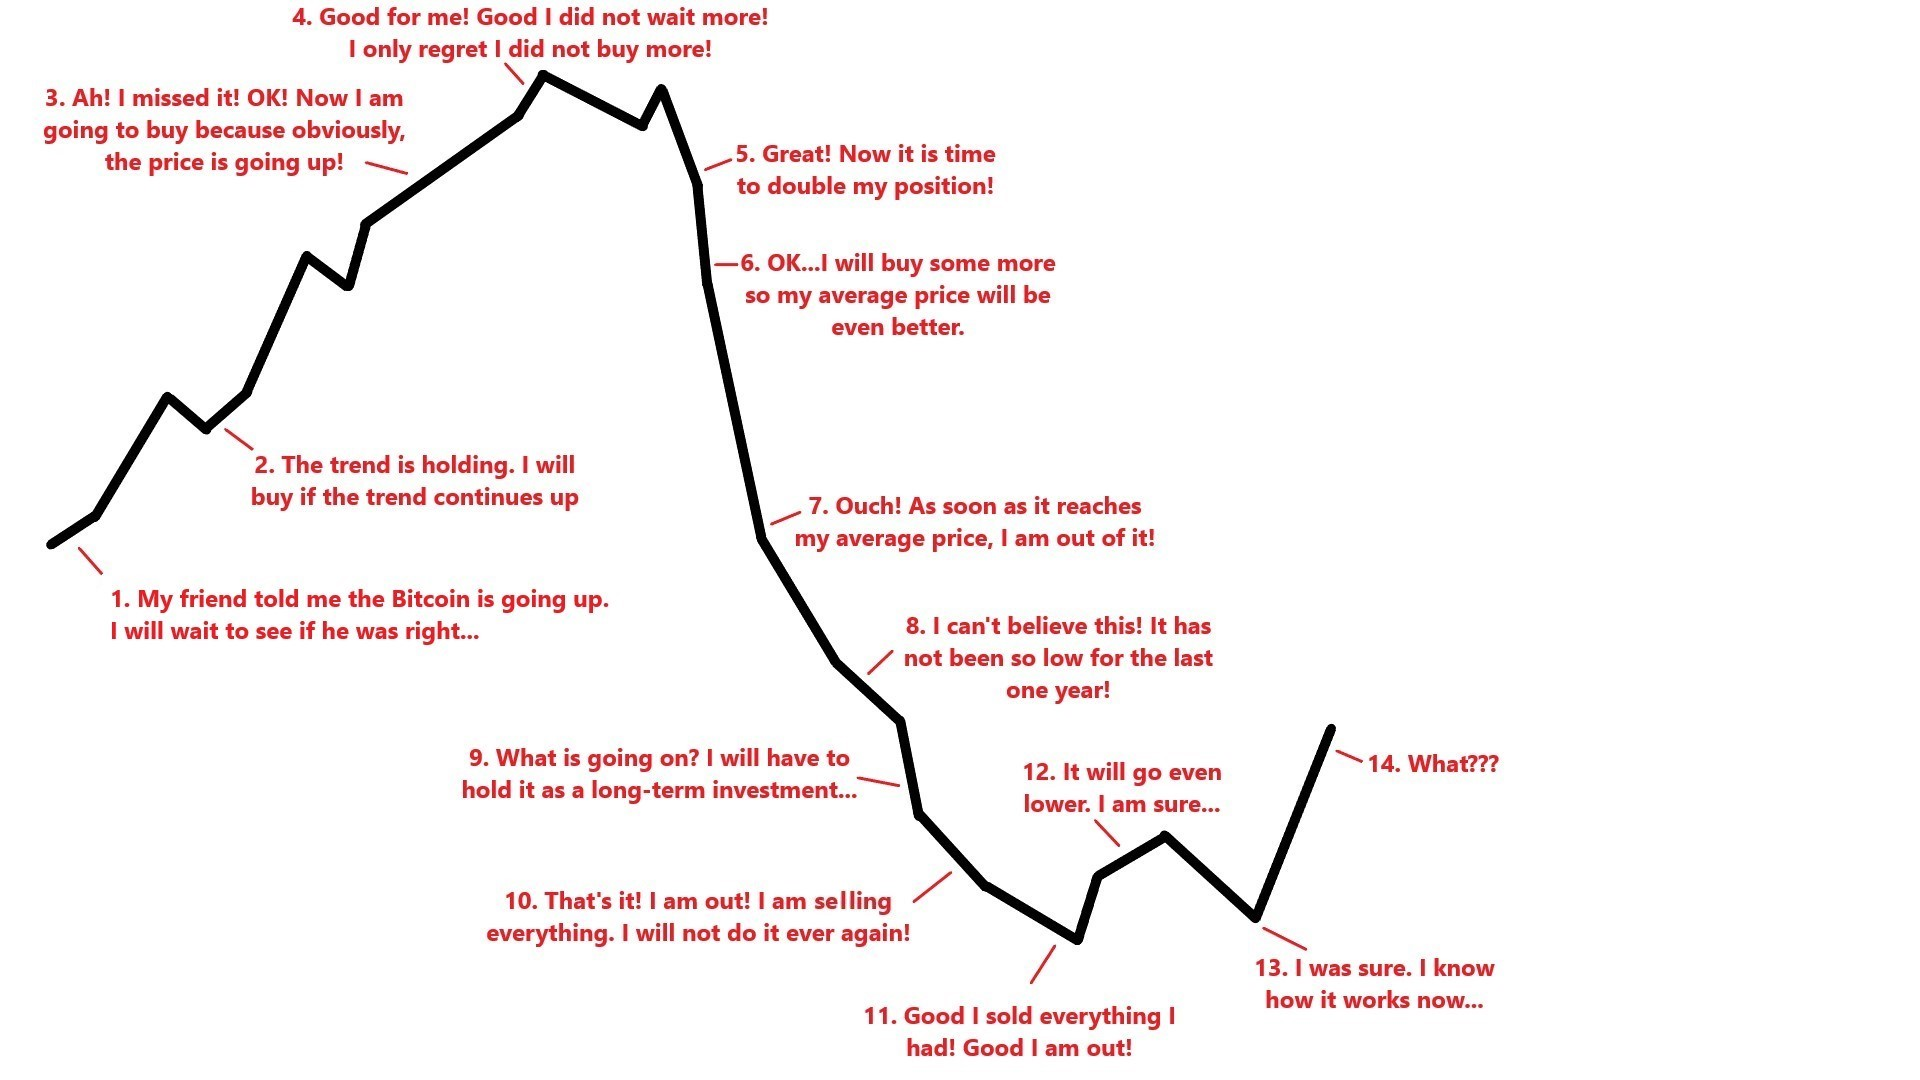 4. Good for me! Good I did not wait more!
I only regret I did not buy more!
3. Ah! I missed it! OK! Now I am
going to buy because obviously,
the price is going up!
5. Great! Now it is time
to double my position!
6. OK...I will buy some more
so my average price will be
even better.
2. The trend is holding. I will
buy if the trend continues up
7. Ouch! As soon as it reaches
my average price, I am out of it!
1. My friend told me the Bitcoin is going up.
I will wait to see if he was right...
8. I can't believe this! It has
not been so low for the last
one year!
9. What is going on? I will have to
hold it as a long-term investment...
12. It will go even
lower. I am sure...
14. What???
10. That's it! I am out! I am selling
everything. I will not do it ever again!
13. I was sure. I know
how it works now...
11. Good I sold everything I
had! Good I am out!